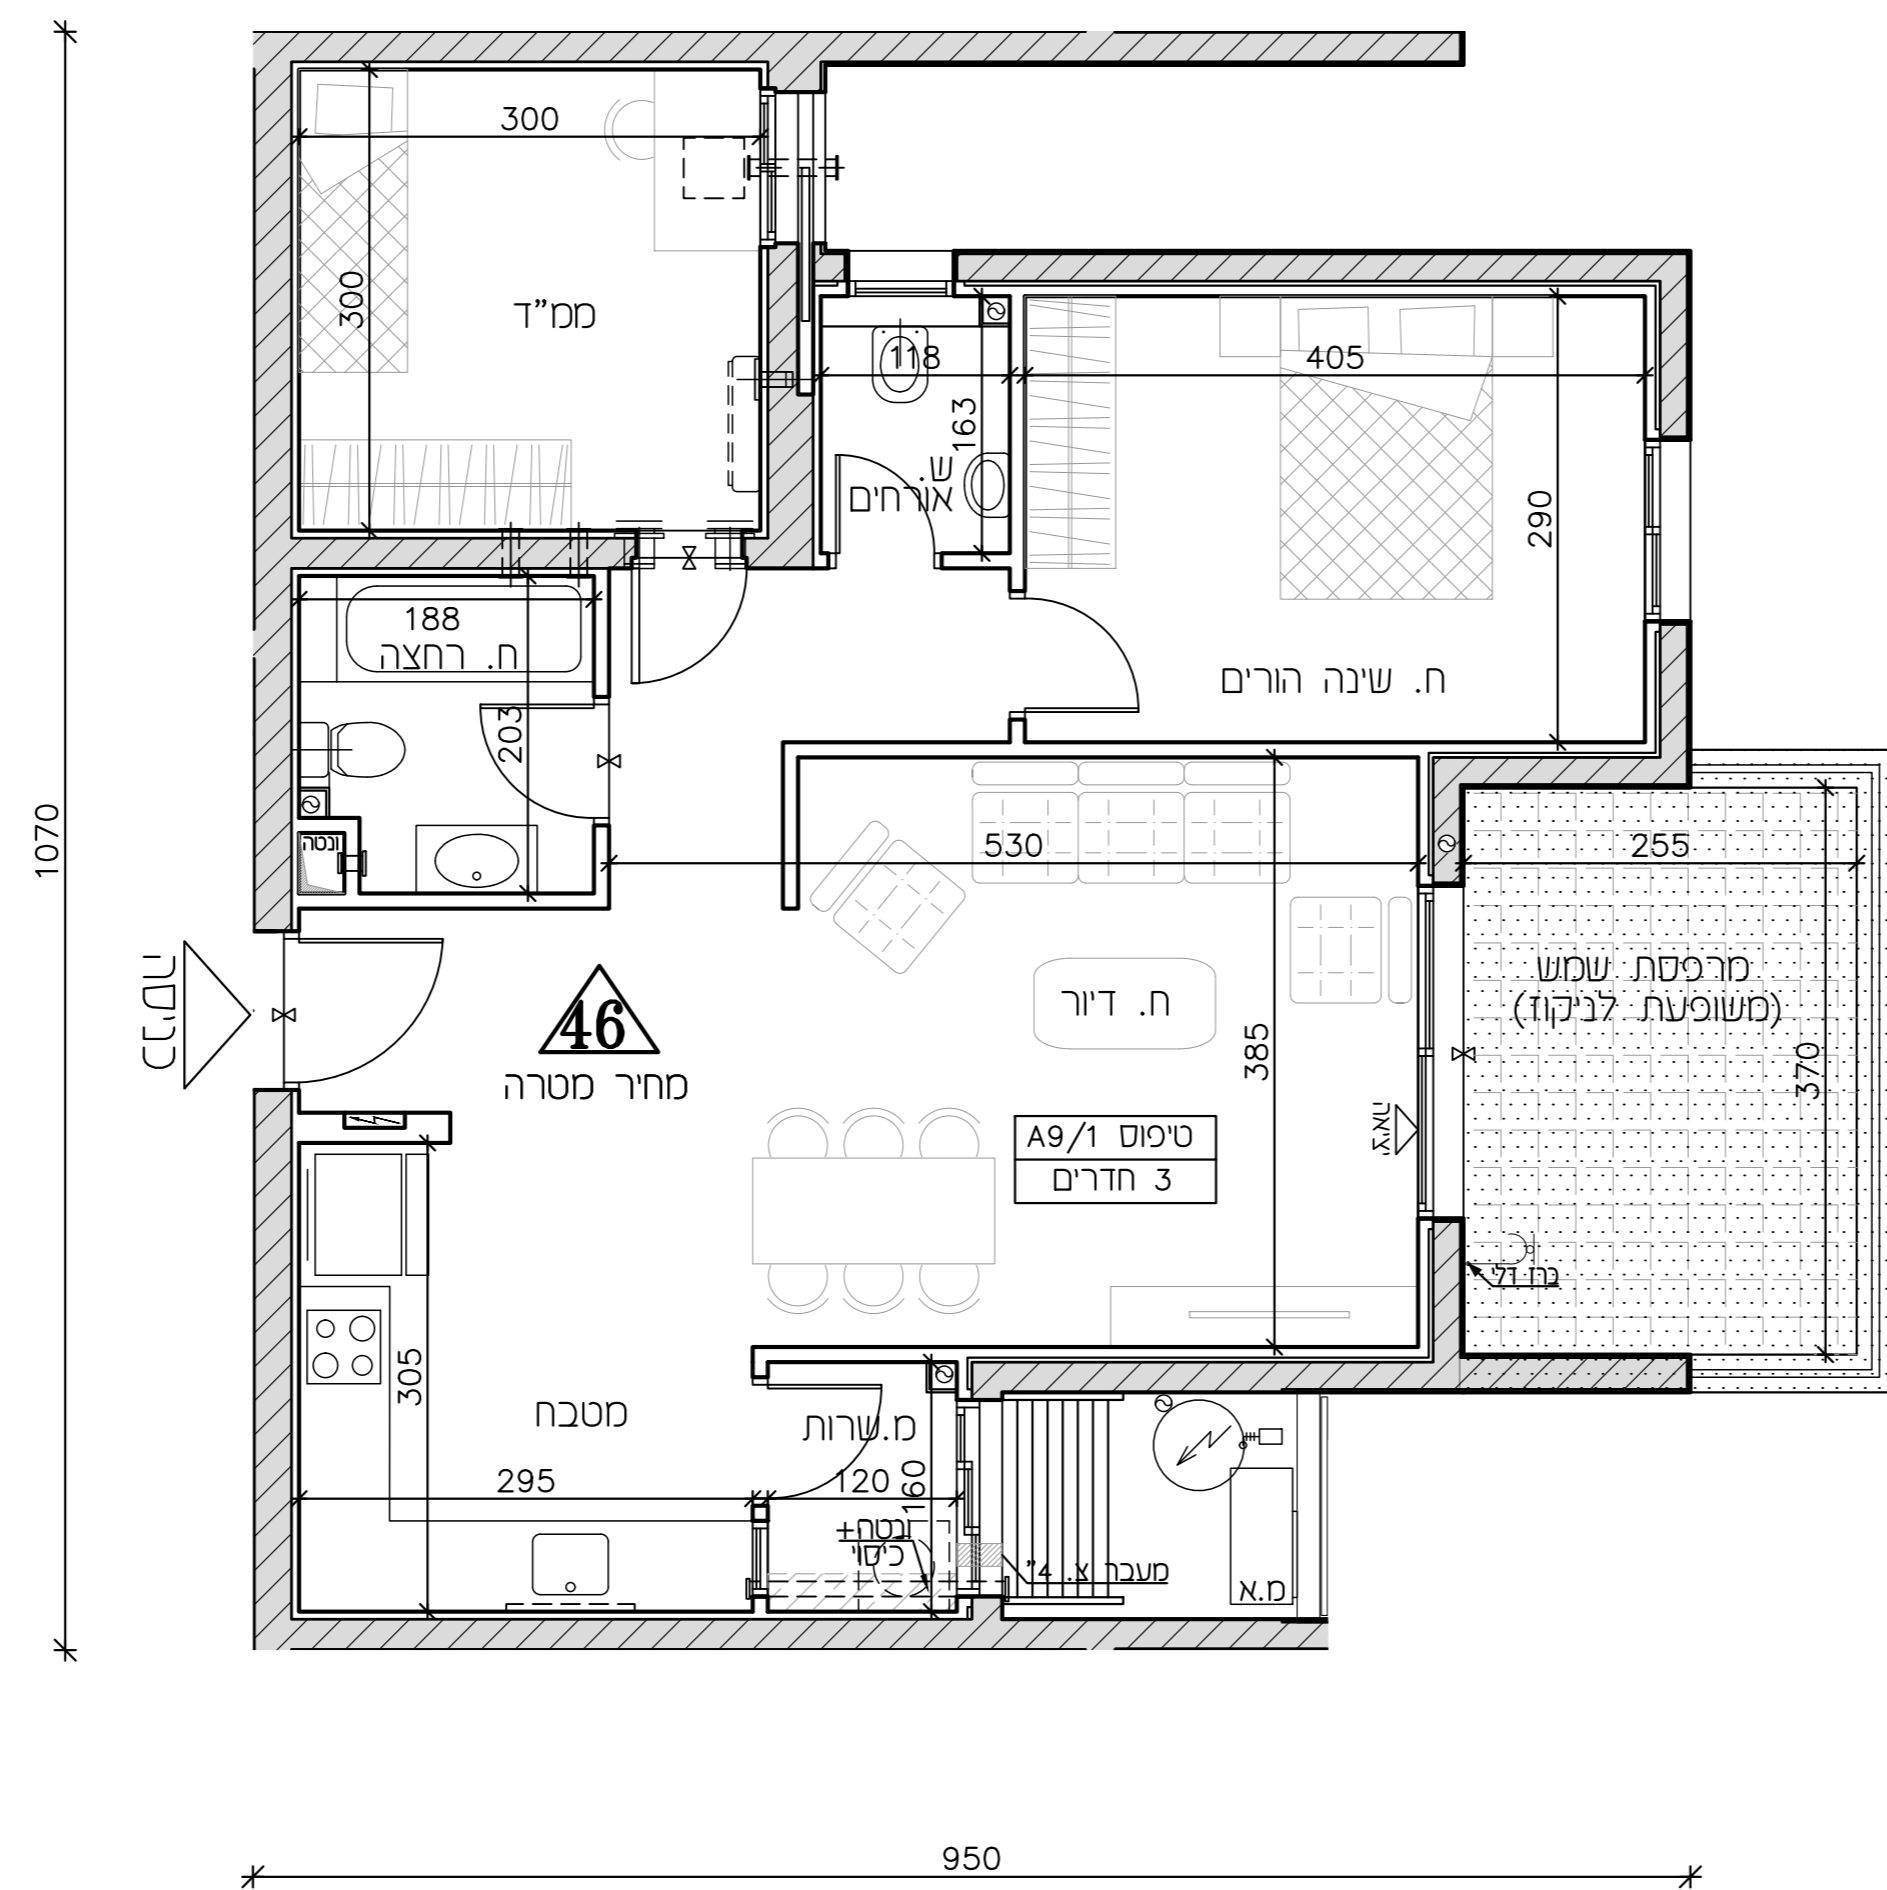 300
300
ממ"ד
118
405
163
ש.
אורחים
290
188
ח. רחצה
ח. שינה הורים
203
1070
ונטה
530
255
כניסה
46
מחיר מטרה
ח. דיור
385
מרפסת שמש
(משופעת לניקוז)
370
יציאה
טיפוס A9/1
3 חדרים
ברז דלי
305
מטבח
מ.שרות
295
120
160
ונטה+
כיסוי
מעבר צ. 4"
מ.א
950